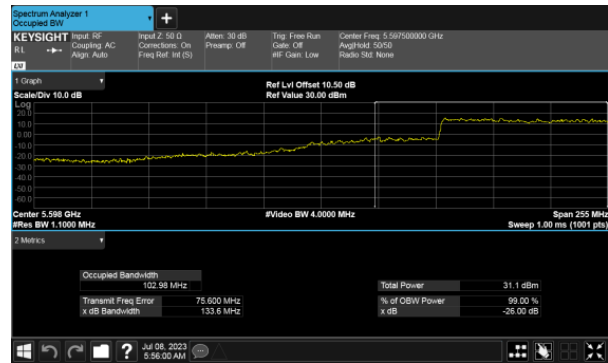 Spectrum Analyzer 1
Occupied BW
KEYSIGHT
RL
Input: RF
Coupling: AC
Align: Auto
Input Z: 50 Ω
Corrections: On
Freq Ref: Int (S)
Atten: 30 dB
Preamp: Off
Trig: Free Run
Gate: Off
#IF Gain: Low
Center Freq: 5.597500000 GHz
Avg|Hold: 50/50
Radio Std: None
1 Graph
Scale/Div 10.0 dB
Ref Lvl Offset 10.50 dB
Ref Value 30.00 dBm
Log
20.0
10.0
0.00
-10.0
-20.0
-30.0
-40.0
-50.0
-60.0
Center 5.598 GHz
#Res BW 1.1000 MHz
#Video BW 4.0000 MHz
Span 255 MHz
Sweep 1.00 ms (1001 pts)
2 Metrics
Occupied Bandwidth
102.98 MHz
Transmit Freq Error 75.600 MHz
x dB Bandwidth 133.6 MHz
Total Power 31.1 dBm
% of OBW Power 99.00 %
x dB -26.00 dB
Jul 08, 2023
5:56:00 AM